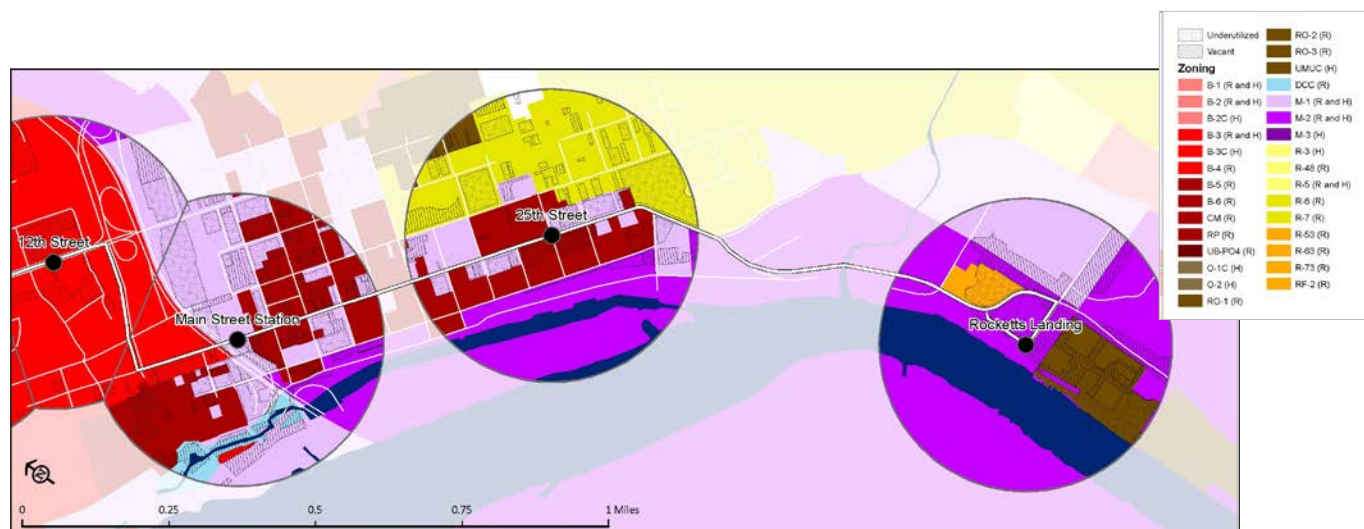 Underutilized
Vacant
Zoning
B-1 (R and H)
B-2 (R and H)
B-2C (H)
B-3 (R and H)
B-3C (H)
B-4 (R)
B-5 (R)
B-6 (R)
CM (R)
RP (R)
UB-PO4 (R)
O-1C (H)
O-2 (H)
RO-1 (R)
RO-2 (R)
RO-3 (R)
UMUC (H)
DCC (R)
M-1 (R and H)
M-2 (R and H)
M-3 (H)
R-3 (H)
R-48 (R)
R-5 (R and H)
R-6 (R)
R-7 (R)
R-53 (R)
R-63 (R)
R-73 (R)
RF-2 (R)
25th Street
12th Street
Main Street Station
Rocketts Landing
0
0.25
0.5
0.75
1 Miles